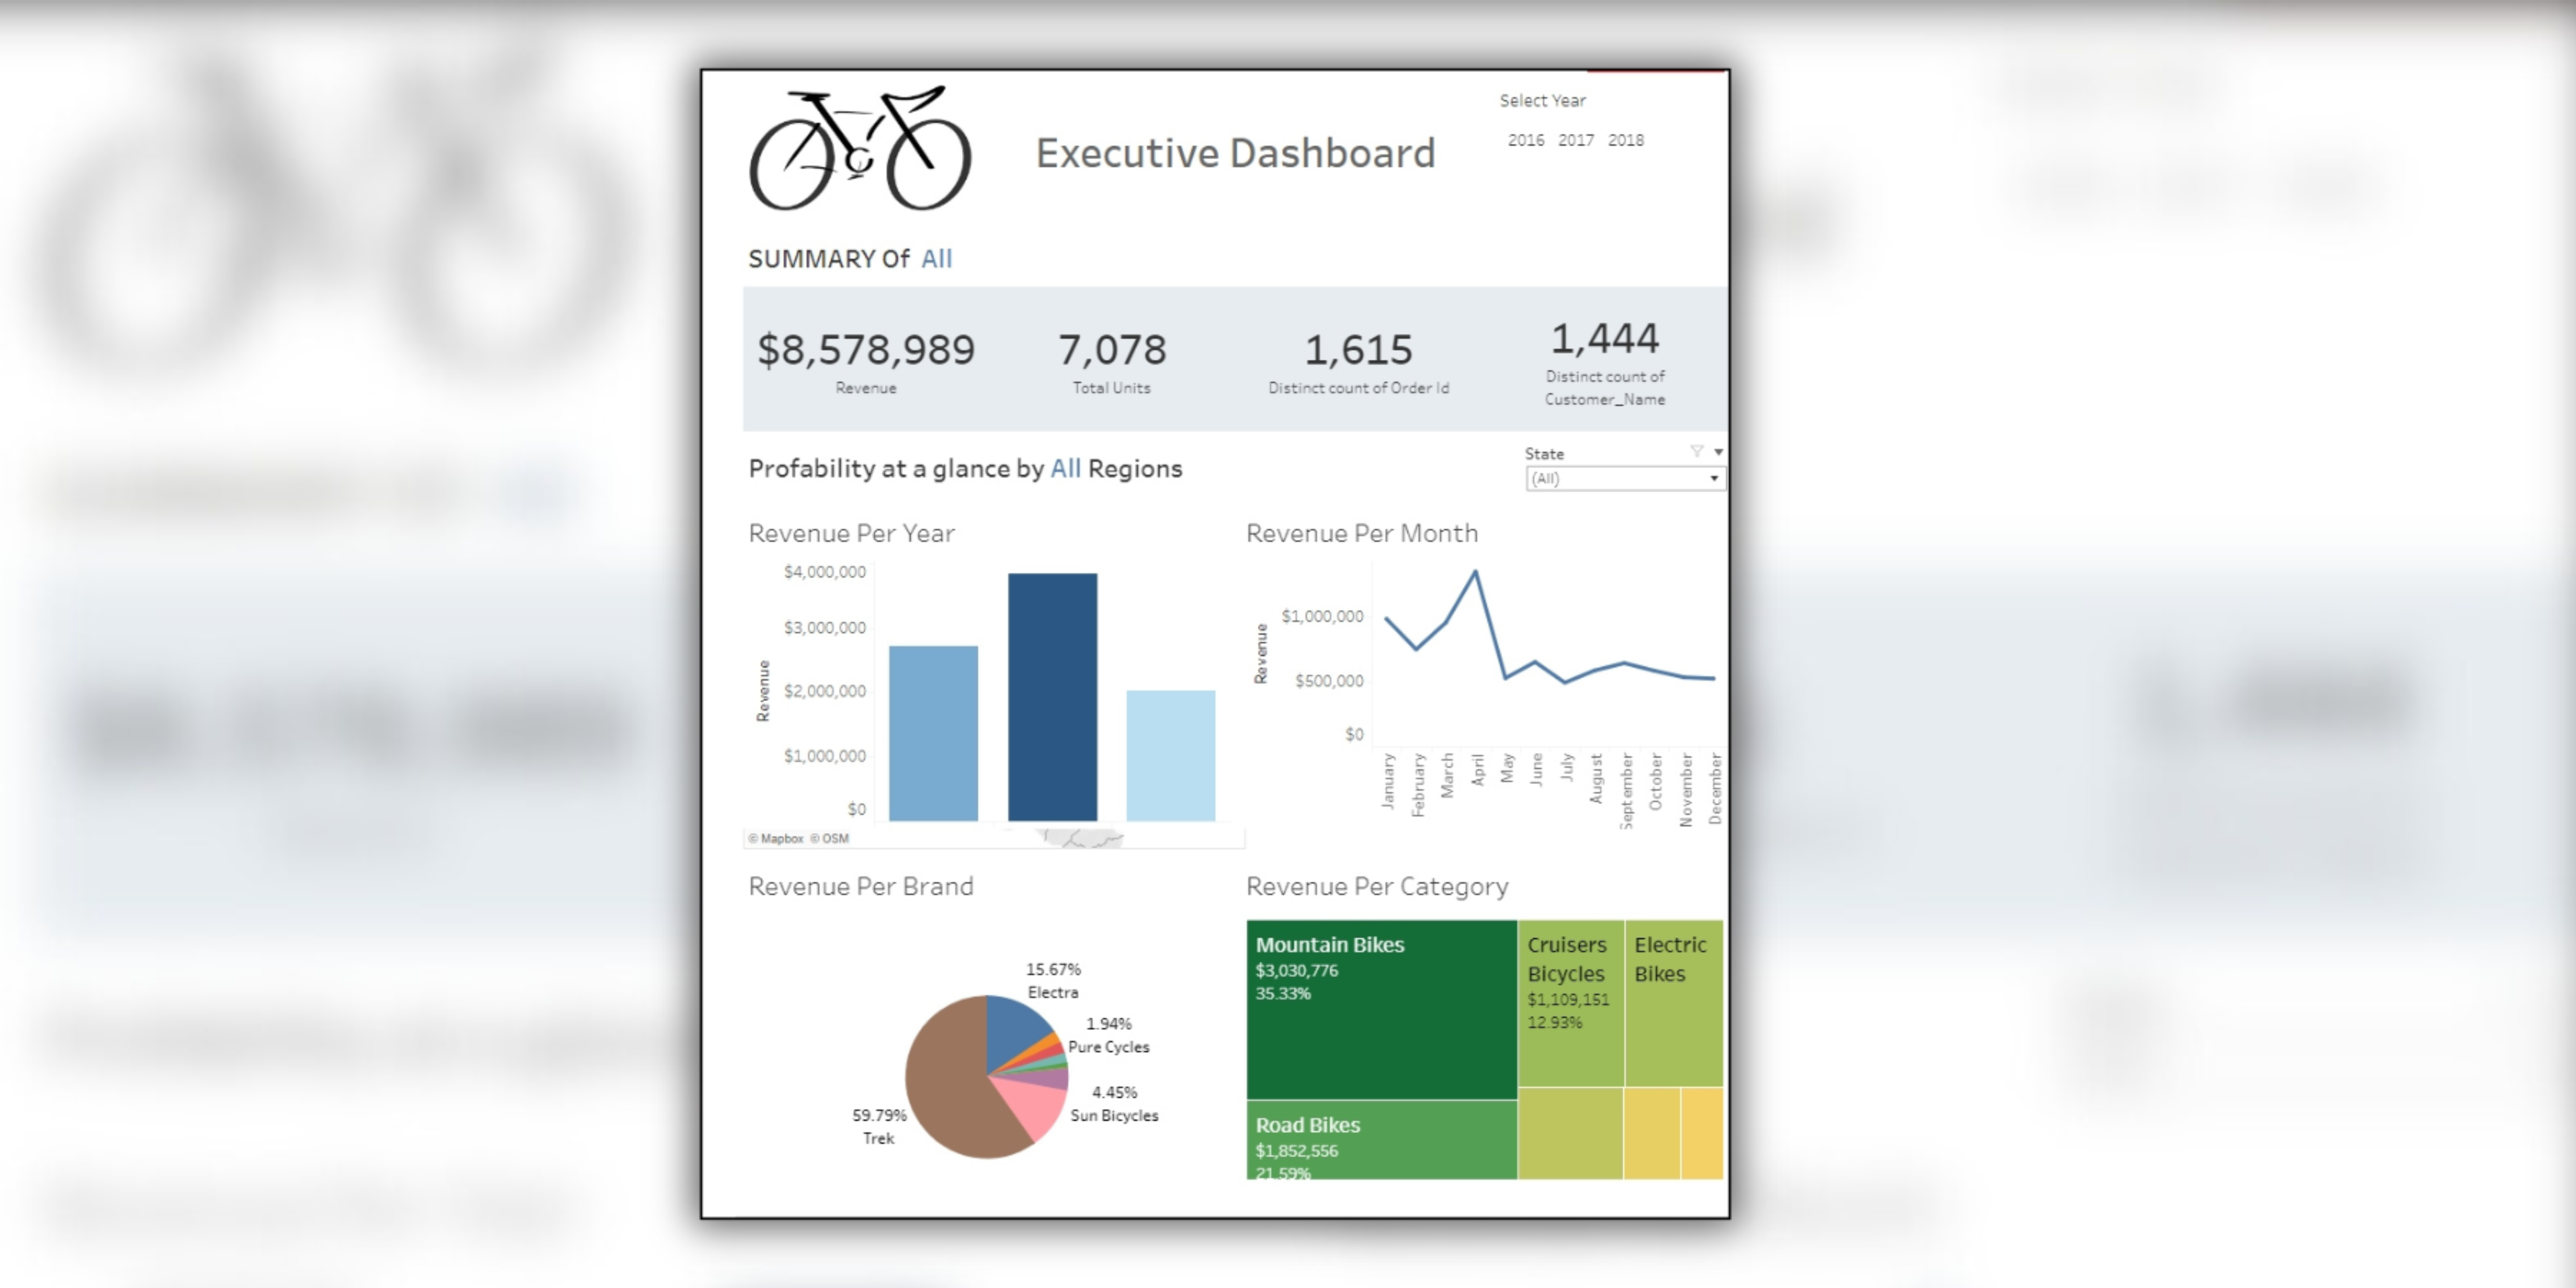 Executive Dashboard
Select Year
2016 2017 2018
SUMMARY Of All
$8,578,989
Revenue
7,078
Total Units
1,615
Distinct count of Order Id
1,444
Distinct count of
Customer_Name
Profability at a glance by All Regions
State
(All)
Revenue Per Year
Revenue
$4,000,000
$3,000,000
$2,000,000
$1,000,000
$0
© Mapbox © OSM
Revenue Per Month
Revenue
$1,000,000
$500,000
$0
January
February
March
April
May
June
July
August
September
October
November
December
Revenue Per Brand
15.67%
Electra
1.94%
Pure Cycles
4.45%
Sun Bicycles
59.79%
Trek
Revenue Per Category
Mountain Bikes
$3,030,776
35.33%
Road Bikes
$1,852,556
21.59%
Cruisers
Bicycles
$1,109,151
12.93%
Electric
Bikes